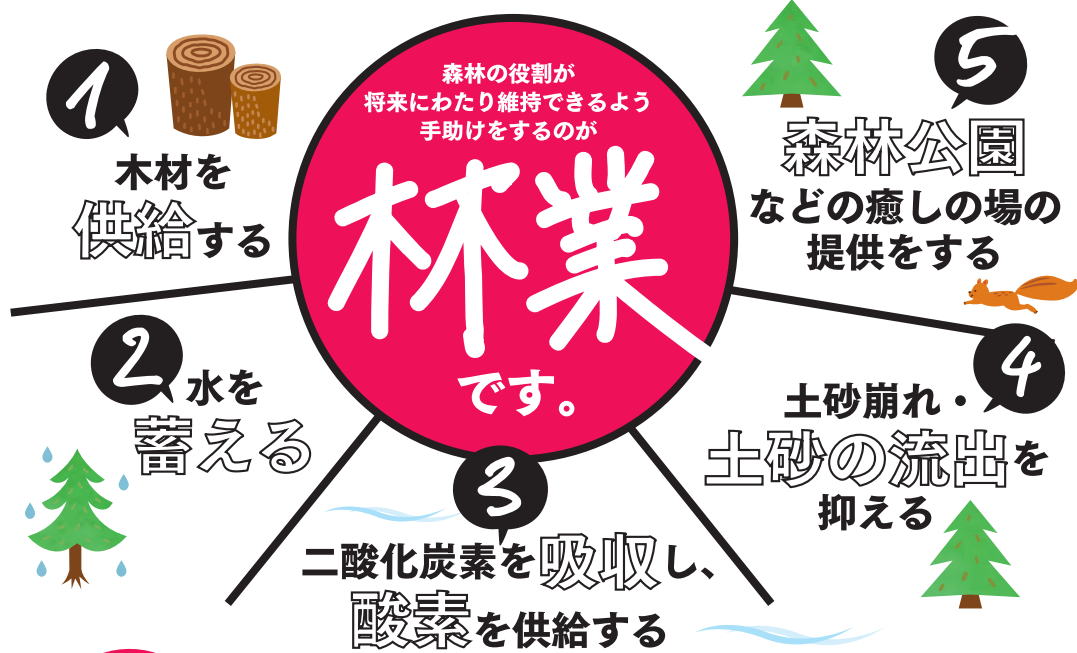 森林の役割が
将来にわたり維持できるよう
手助けをするのが
林業
です。
1
木材を
供給する
2
水を
蓄える
3
二酸化炭素を吸収し、
酸素を供給する
4
土砂崩れ・
土砂の流出を
抑える
5
森林公園
などの癒しの場の
提供をする